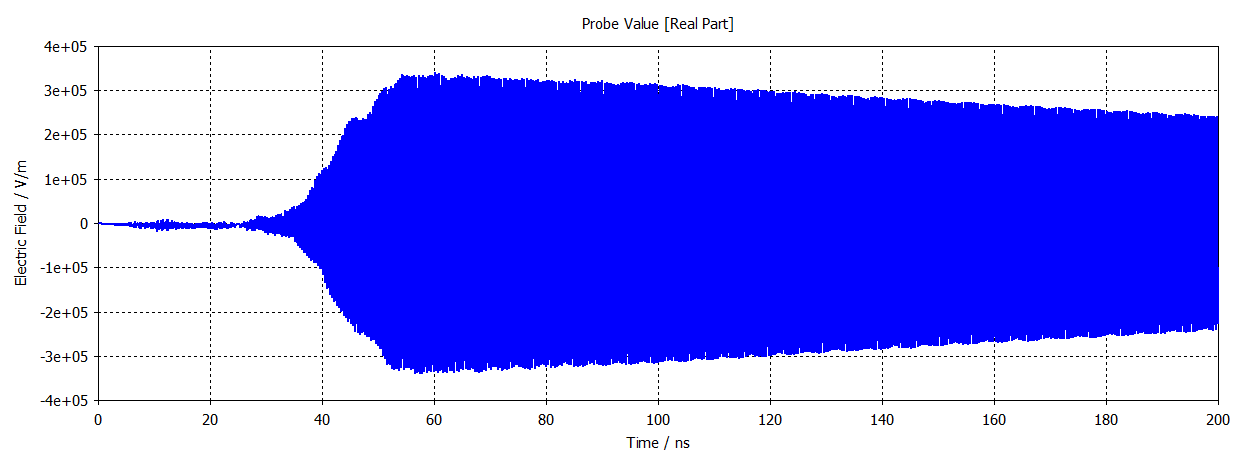 Probe Value [Real Part]
4e+05
3e+05
2e+05
1e+05
0
-1e+05
-2e+05
-3e+05
-4e+05
Electric Field / V/m
0 20 40 60 80 100 120 140 160 180 200
Time / ns